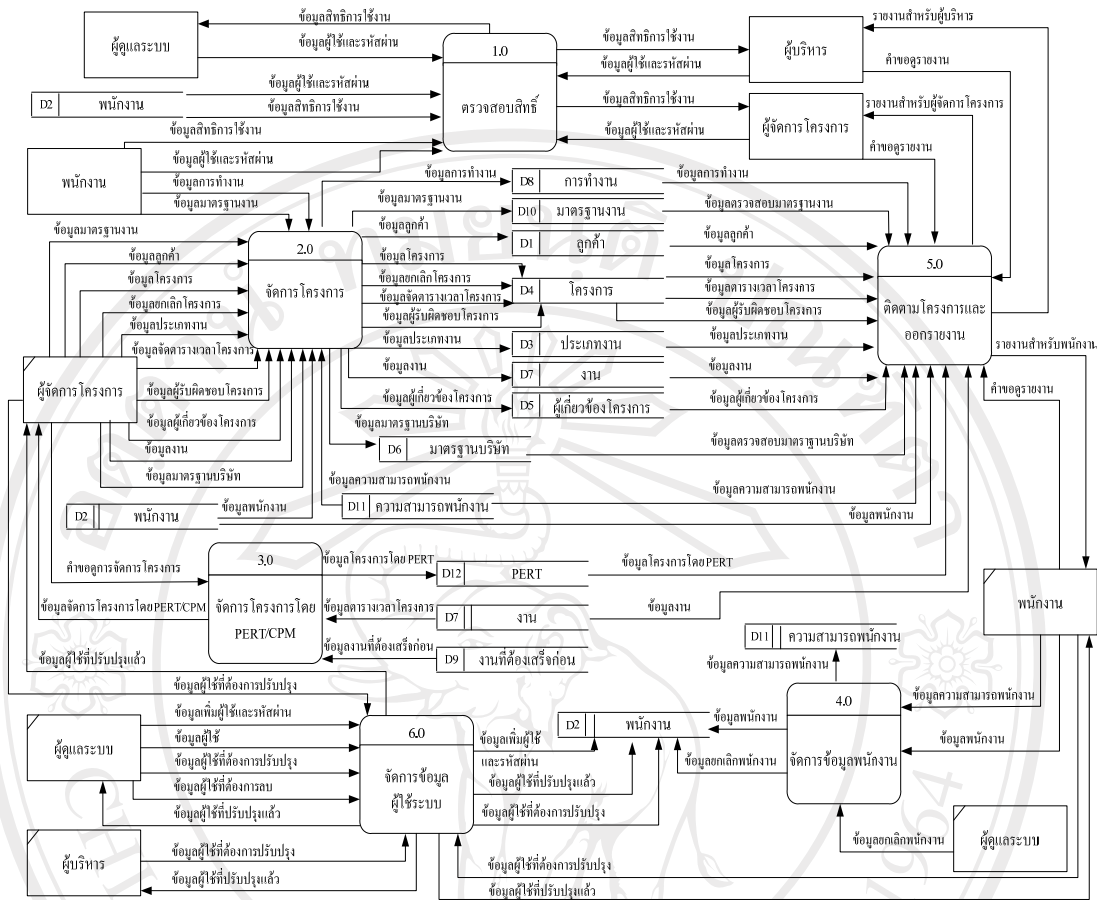 ข้อมูลสิทธิการใช้งาน
ผู้ดูแลระบบ
ข้อมูลผู้ใช้และรหัสผ่าน
1.0
ตรวจสอบสิทธิ์
ข้อมูลสิทธิการใช้งาน
ข้อมูลผู้ใช้และรหัสผ่าน
ผู้บริหาร
รายงานสำหรับผู้บริหาร
คำขอดูรายงาน
D2 พนักงาน
ข้อมูลผู้ใช้และรหัสผ่าน
ข้อมูลสิทธิการใช้งาน
ข้อมูลสิทธิการใช้งาน
ข้อมูลสิทธิการใช้งาน
ข้อมูลผู้ใช้และรหัสผ่าน
ผู้จัดการโครงการ
รายงานสำหรับผู้จัดการโครงการ
คำขอดูรายงาน
พนักงาน
ข้อมูลผู้ใช้และรหัสผ่าน
ข้อมูลการทำงาน
ข้อมูลมาตรฐานงาน
ข้อมูลการทำงาน
D8 การทำงาน
ข้อมูลการทำงาน
ข้อมูลมาตรฐานงาน
D10 มาตรฐานงาน
ข้อมูลตรวจสอบมาตรฐานงาน
ข้อมูลลูกค้า
D1 ลูกค้า
ข้อมูลลูกค้า
2.0
จัดการโครงการ
ข้อมูลโครงการ
ข้อมูลยกเลิกโครงการ
ข้อมูลจัดตารางเวลาโครงการ
ข้อมูลผู้รับผิดชอบโครงการ
D4 โครงการ
ข้อมูลโครงการ
ข้อมูลตารางเวลาโครงการ
ข้อมูลผู้รับผิดชอบโครงการ
5.0
ติดตามโครงการและ
ออกรายงาน
ข้อมูลประเภทงาน
D3 ประเภทงาน
ข้อมูลประเภทงาน
ข้อมูลงาน
D7 งาน
ข้อมูลงาน
ข้อมูลผู้เกี่ยวข้องโครงการ
D5 ผู้เกี่ยวข้องโครงการ
ข้อมูลผู้เกี่ยวข้องโครงการ
ข้อมูลมาตรฐานบริษัท
D6 มาตรฐานบริษัท
ข้อมูลตรวจสอบมาตราฐานบริษัท
รายงานสำหรับพนักงาน
คำขอดูรายงาน
ข้อมูลมาตรฐานงาน
ข้อมูลลูกค้า
ข้อมูลโครงการ
ข้อมูลยกเลิกโครงการ
ข้อมูลประเภทงาน
ข้อมูลจัดตารางเวลาโครงการ
ผู้จัดการโครงการ
ข้อมูลผู้รับผิดชอบโครงการ
ข้อมูลผู้เกี่ยวข้องโครงการ
ข้อมูลงาน
ข้อมูลมาตรฐานบริษัท
D2 พนักงาน
ข้อมูลพนักงาน
ข้อมูลความสามารถพนักงาน
D11 ความสามารถพนักงาน
ข้อมูลความสามารถพนักงาน
ข้อมูลพนักงาน
คำขอดูการจัดการโครงการ
ข้อมูลจัดการโครงการโดยPERT/CPM
3.0
จัดการโครงการโดย
PERT/CPM
ข้อมูลโครงการโดยPERT
D12 PERT
ข้อมูลโครงการโดยPERT
ข้อมูลตารางเวลาโครงการ
D7 งาน
ข้อมูลงาน
ข้อมูลงานที่ต้องเสร็จก่อน
D9 งานที่ต้องเสร็จก่อน
พนักงาน
D11 ความสามารถพนักงาน
ข้อมูลความสามารถพนักงาน
4.0
จัดการข้อมูลพนักงาน
ข้อมูลความสามารถพนักงาน
ข้อมูลพนักงาน
ข้อมูลพนักงาน
ข้อมูลยกเลิกพนักงาน
ข้อมูลยกเลิกพนักงาน
ผู้ดูแลระบบ
ข้อมูลผู้ใช้ที่ปรับปรุงแล้ว
ข้อมูลผู้ใช้ที่ต้องการปรับปรุง
ผู้ดูแลระบบ
ข้อมูลเพิ่มผู้ใช้และรหัสผ่าน
ข้อมูลผู้ใช้
ข้อมูลผู้ใช้ที่ต้องการปรับปรุง
ข้อมูลผู้ใช้ที่ต้องการลบ
ข้อมูลผู้ใช้ที่ปรับปรุงแล้ว
6.0
จัดการข้อมูล
ผู้ใช้ระบบ
D2 พนักงาน
ข้อมูลเพิ่มผู้ใช้
และรหัสผ่าน
ข้อมูลผู้ใช้ที่ปรับปรุงแล้ว
ข้อมูลผู้ใช้ที่ต้องการปรับปรุง
ผู้บริหาร
ข้อมูลผู้ใช้ที่ต้องการปรับปรุง
ข้อมูลผู้ใช้ที่ปรับปรุงแล้ว
ข้อมูลผู้ใช้ที่ต้องการปรับปรุง
ข้อมูลผู้ใช้ที่ปรับปรุงแล้ว
1964